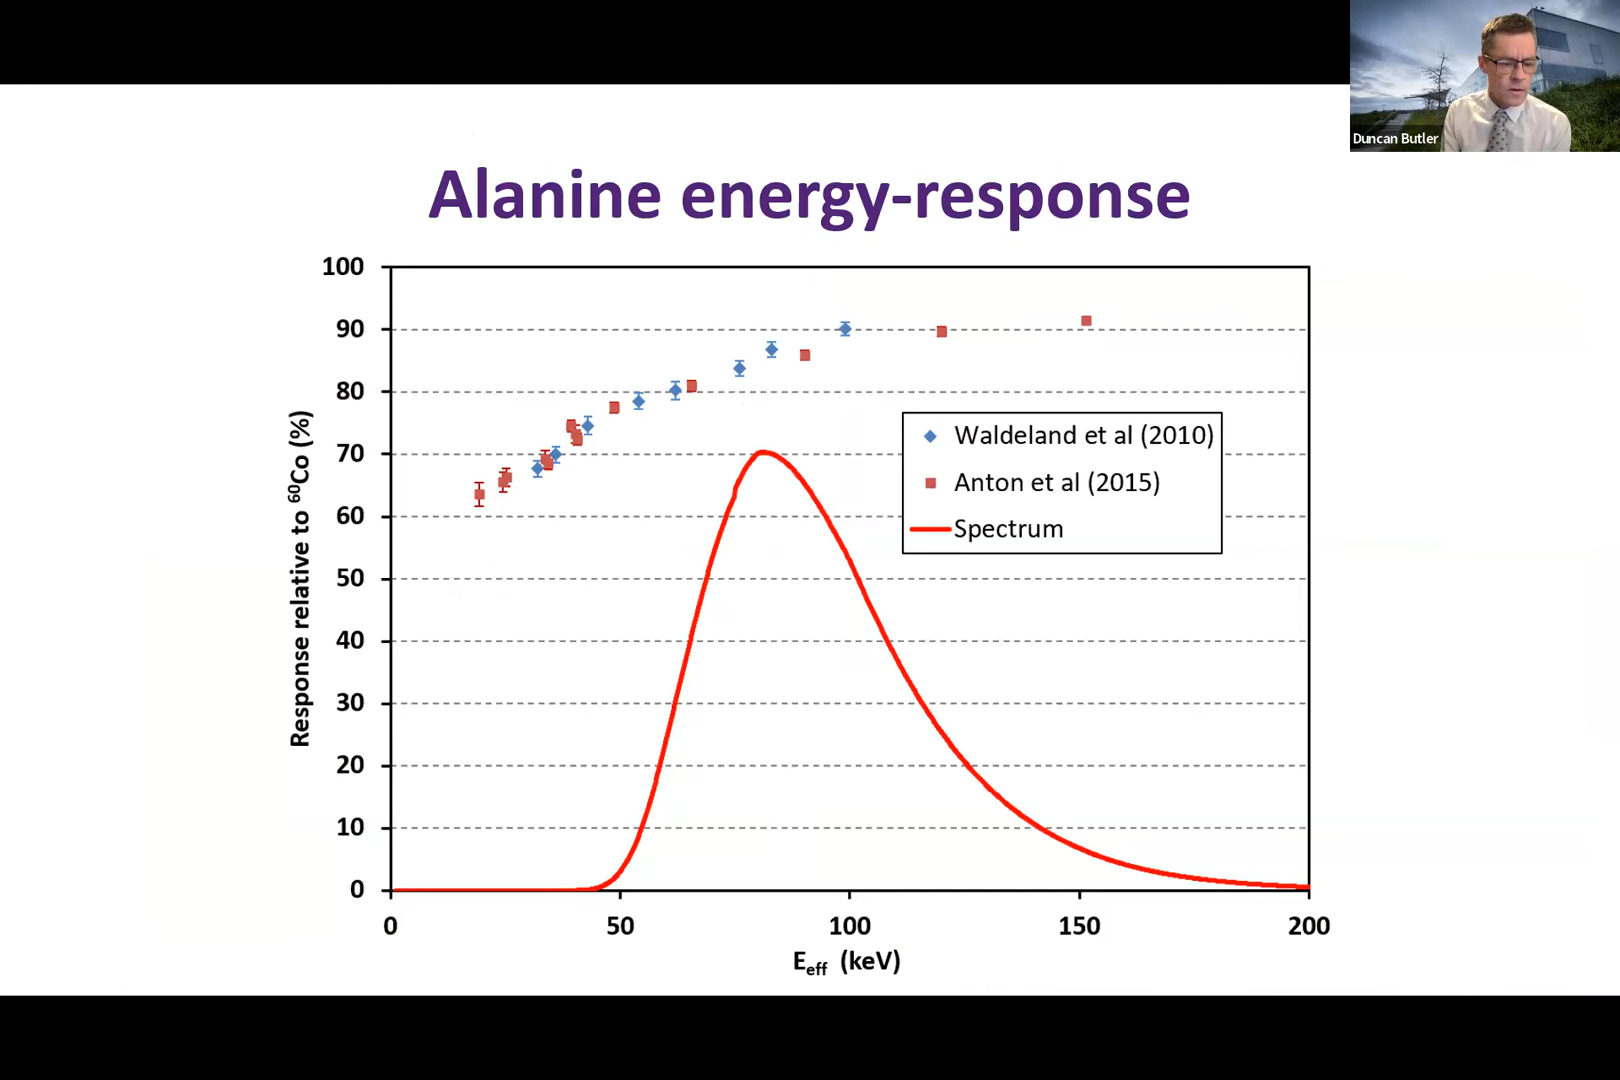 Duncan Butler
Alanine energy-response
100
90
80
70
60
50
40
30
20
10
0
Response relative to ⁶⁰Co (%)
Waldeland et al (2010)
Anton et al (2015)
Spectrum
0 50 100 150 200
E_eff (keV)